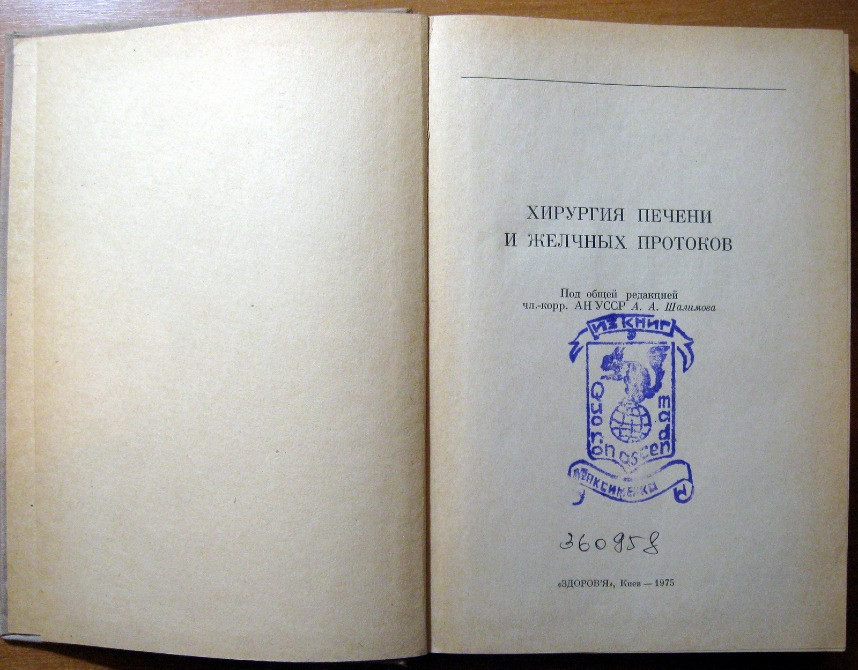 ХИРУРГИЯ ПЕЧЕНИ
И ЖЕЛЧНЫХ ПРОТОКОВ
Под общей редакцией
чл.-корр. АН УССР А. А. Шалимова
ИЗ КНИГ
360958
«ЗДОРОВ'Я», Киев — 1975